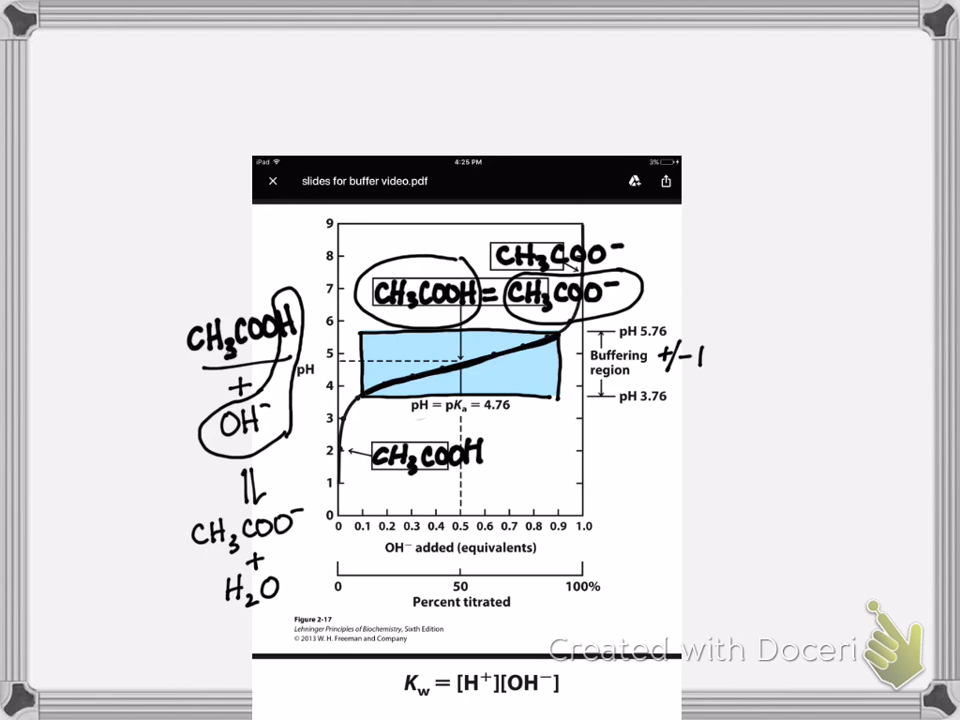 iPad 4:25 PM 3%
slides for buffer video.pdf
9
8
7
6
5
4
3
2
1
0
pH
CH₃COO⁻
CH₃COOH = CH₃COO⁻
pH 5.76
Buffering region +/-1
pH 3.76
pH = pKₐ = 4.76
CH₃COOH
0 0.1 0.2 0.3 0.4 0.5 0.6 0.7 0.8 0.9 1.0
OH⁻ added (equivalents)
0 50 100%
Percent titrated
CH₃COOH
+
OH⁻
⇌
CH₃COO⁻
+
H₂O
Figure 2-17
Lehninger Principles of Biochemistry, Sixth Edition
© 2013 W. H. Freeman and Company
Created with Doceri
K_w = [H⁺][OH⁻]